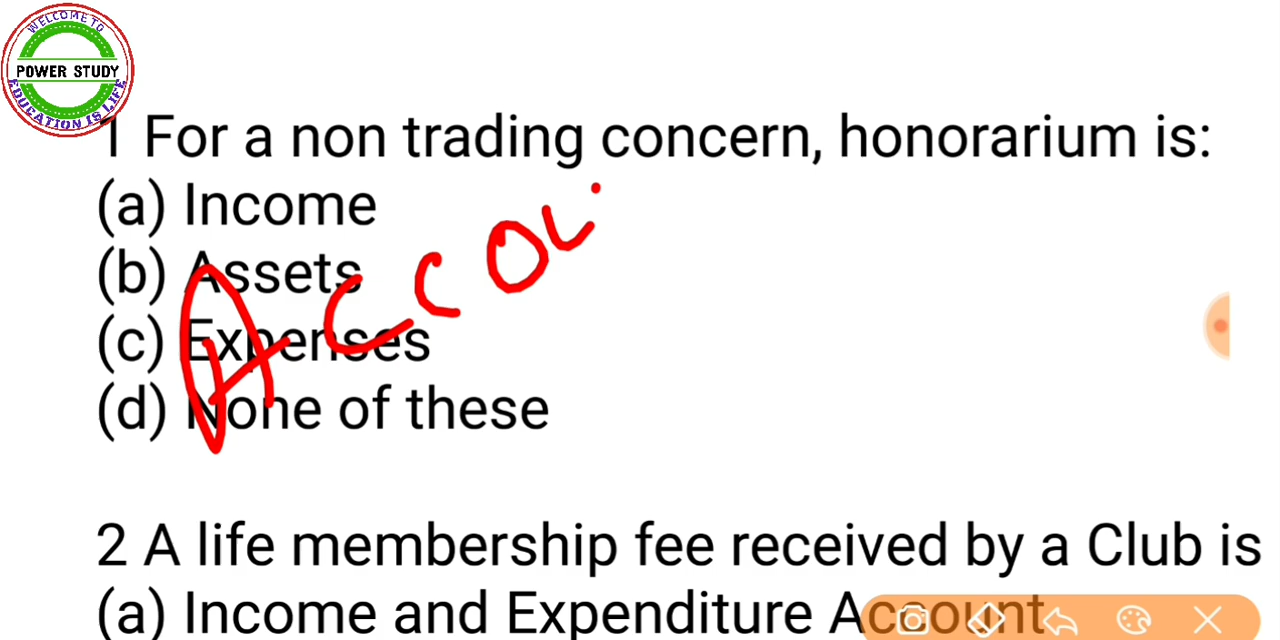 WELCOME TO
POWER STUDY
EDUCATION IS LIFE
1 For a non trading concern, honorarium is:
(a) Income
(b) Assets
(c) Expenses
(d) None of these
Accou
2 A life membership fee received by a Club is
(a) Income and Expenditure Account